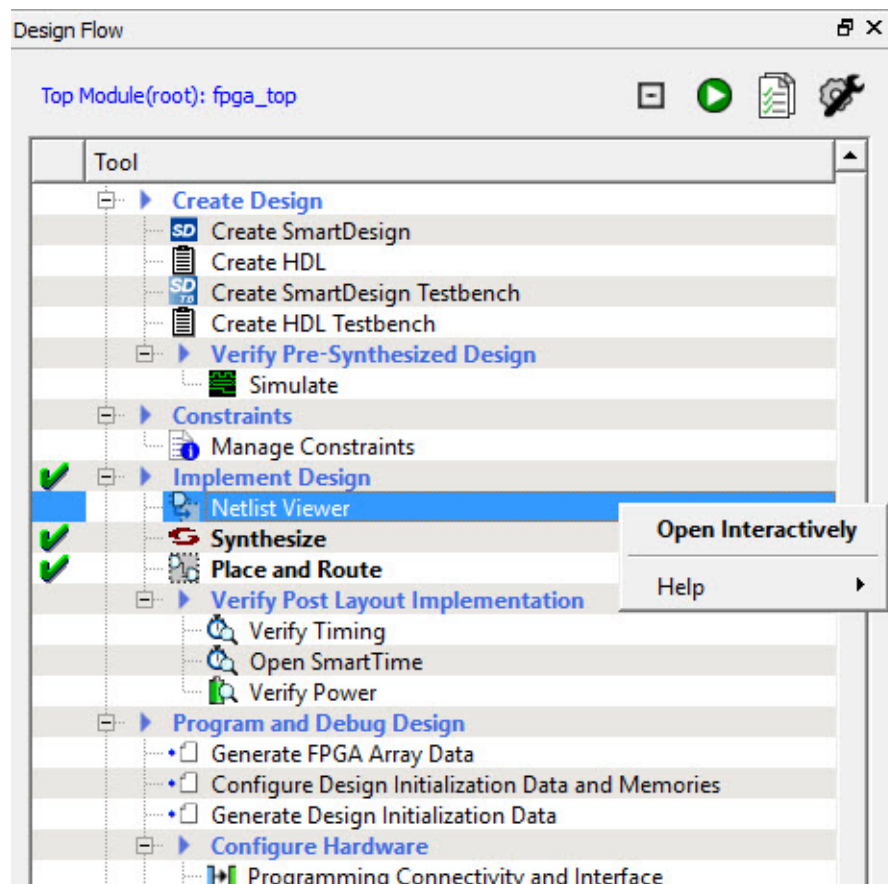 Design Flow
Top Module(root): fpga_top
Tool
Create Design
SD Create SmartDesign
Create HDL
SD TB Create SmartDesign Testbench
Create HDL Testbench
Verify Pre-Synthesized Design
Simulate
Constraints
Manage Constraints
Implement Design
Netlist Viewer
Open Interactively
Synthesize
Place and Route
Help
Verify Post Layout Implementation
Verify Timing
Open SmartTime
Verify Power
Program and Debug Design
Generate FPGA Array Data
Configure Design Initialization Data and Memories
Generate Design Initialization Data
Configure Hardware
Programming Connectivity and Interface